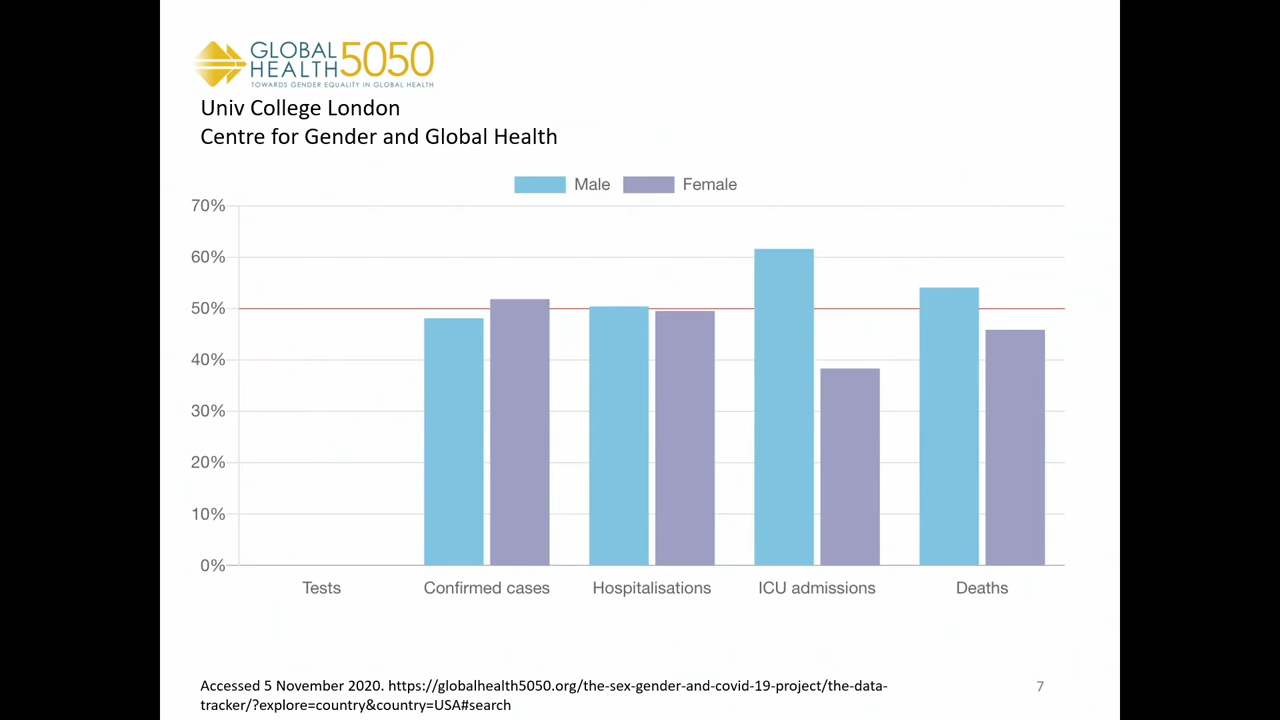 GLOBAL
HEALTH 5050
TOWARDS GENDER EQUALITY IN GLOBAL HEALTH
Univ College London
Centre for Gender and Global Health
Male Female
70%
60%
50%
40%
30%
20%
10%
0%
Tests Confirmed cases Hospitalisations ICU admissions Deaths
Accessed 5 November 2020. https://globalhealth5050.org/the-sex-gender-and-covid-19-project/the-data-
tracker/?explore=country&country=USA#search
7